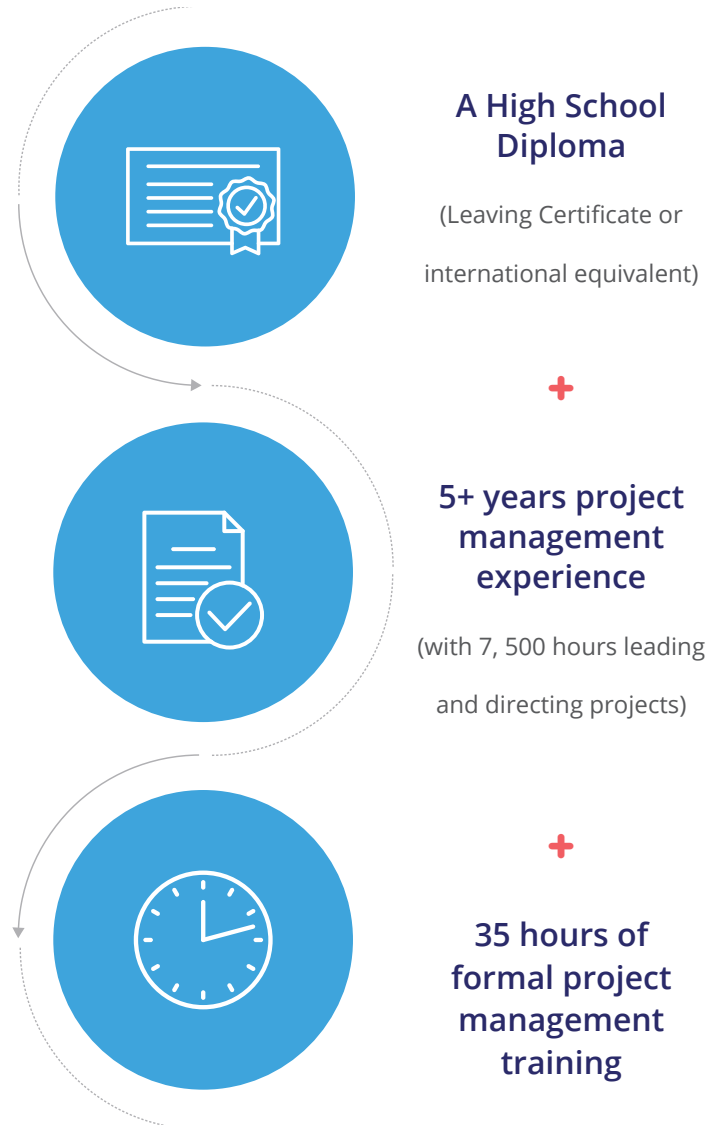 A High School
Diploma
(Leaving Certificate or
international equivalent)
+
5+ years project
management
experience
(with 7, 500 hours leading
and directing projects)
+
35 hours of
formal project
management
training